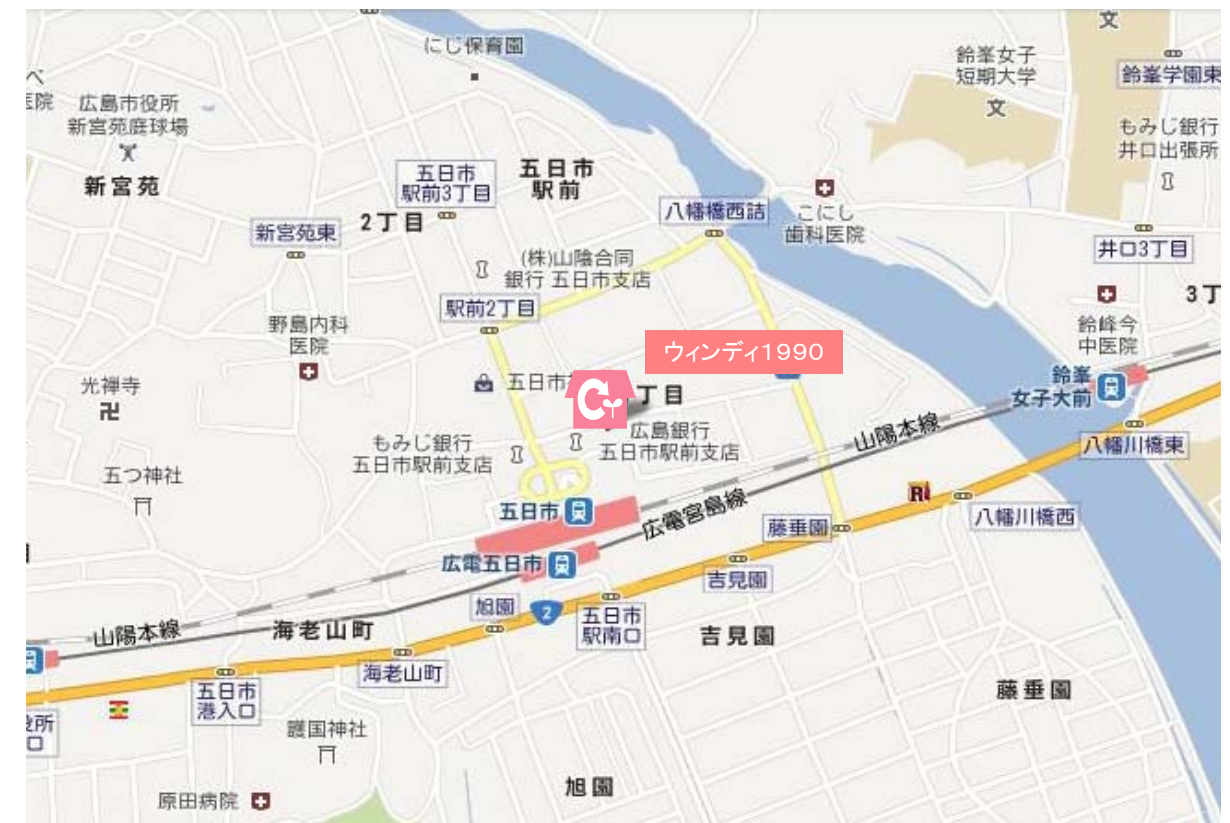 文
にし保育園
鈴峯女子
短期大学
文
鈴峯学園東
医院
広島市役所
新宮苑庭球場
新宮苑
もみじ銀行
井口出張所
五日市
駅前3丁目
五日市
駅前
2丁目
新宮苑東
八幡橋西詰
こにし
歯科医院
井口3丁目
(株)山陰合同
銀行 五日市支店
駅前2丁目
3丁
野島内科
医院
ウィンディ1990
鈴峰今
中医院
鈴峯
女子大前
光禅寺
卍
五日市
丁目
もみじ銀行
五日市駅前支店
広島銀行
五日市駅前支店
山陽本線
八幡川橋東
五つ神社
五日市
広電宮島線
藤垂園
八幡川橋西
広電五日市
吉見園
旭園
2
五日市
駅南口
山陽本線
海老山町
吉見園
海老山町
五日市
港入口
藤垂園
役所
口
護国神社
旭園
原田病院